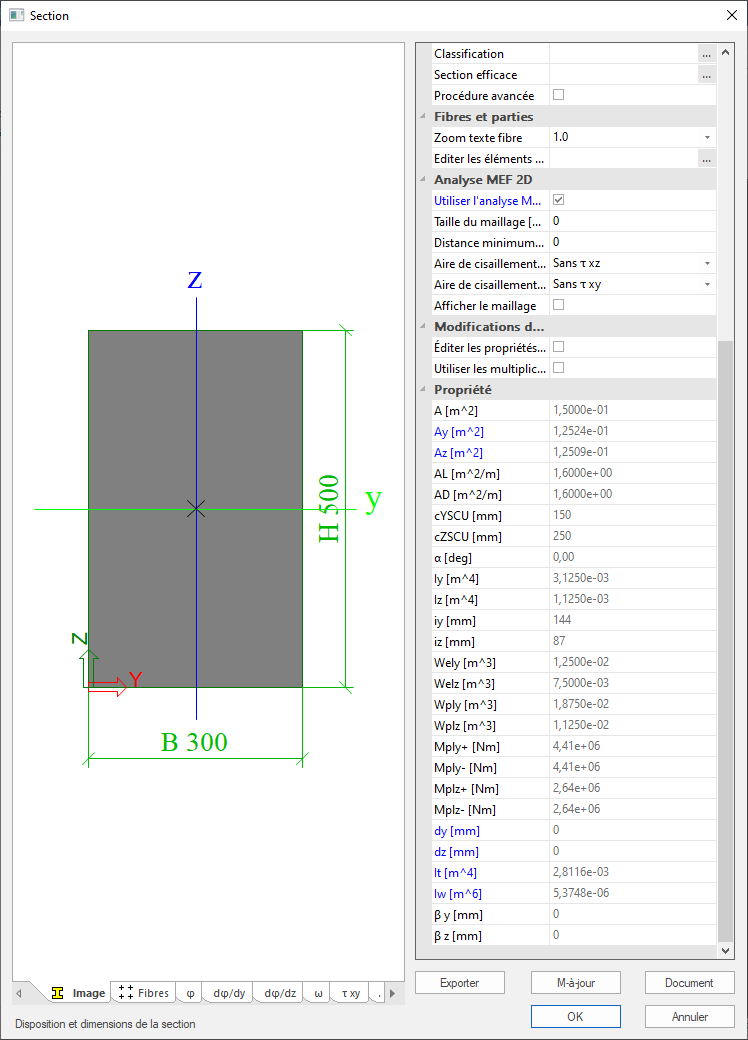 Section
Z
H 500
y
Z
Y
B 300
Classification ...
Section efficace ...
Procédure avancée
Fibres et parties
Zoom texte fibre 1.0
Editer les éléments ... ...
Analyse MEF 2D
Utiliser l'analyse M...
Taille du maillage [... 0
Distance minimum... 0
Aire de cisaillement... Sans τ xz
Aire de cisaillement... Sans τ xy
Afficher le maillage
Modifications d...
Éditer les propriétés...
Utiliser les multiplic...
Propriété
A [m^2] 1,5000e-01
Ay [m^2] 1,2524e-01
Az [m^2] 1,2509e-01
AL [m^2/m] 1,6000e+00
AD [m^2/m] 1,6000e+00
cYSCU [mm] 150
cZSCU [mm] 250
α [deg] 0,00
Iy [m^4] 3,1250e-03
Iz [m^4] 1,1250e-03
iy [mm] 144
iz [mm] 87
Wely [m^3] 1,2500e-02
Welz [m^3] 7,5000e-03
Wply [m^3] 1,8750e-02
Wplz [m^3] 1,1250e-02
Mply+ [Nm] 4,41e+06
Mply- [Nm] 4,41e+06
Mplz+ [Nm] 2,64e+06
Mplz- [Nm] 2,64e+06
dy [mm] 0
dz [mm] 0
It [m^4] 2,8116e-03
Iw [m^6] 5,3748e-06
β y [mm] 0
β z [mm] 0
Image Fibres φ dφ/dy dφ/dz ω τ xy .
Exporter M-à-jour Document
Disposition et dimensions de la section
OK Annuler